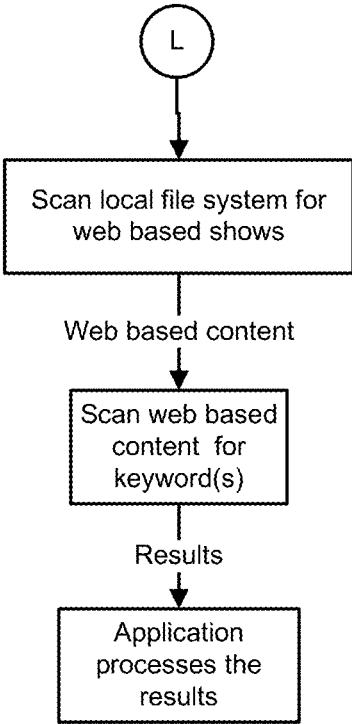 L
Scan local file system for
web based shows
Web based content
Scan web based
content for
keyword(s)
Results
Application
processes the
results